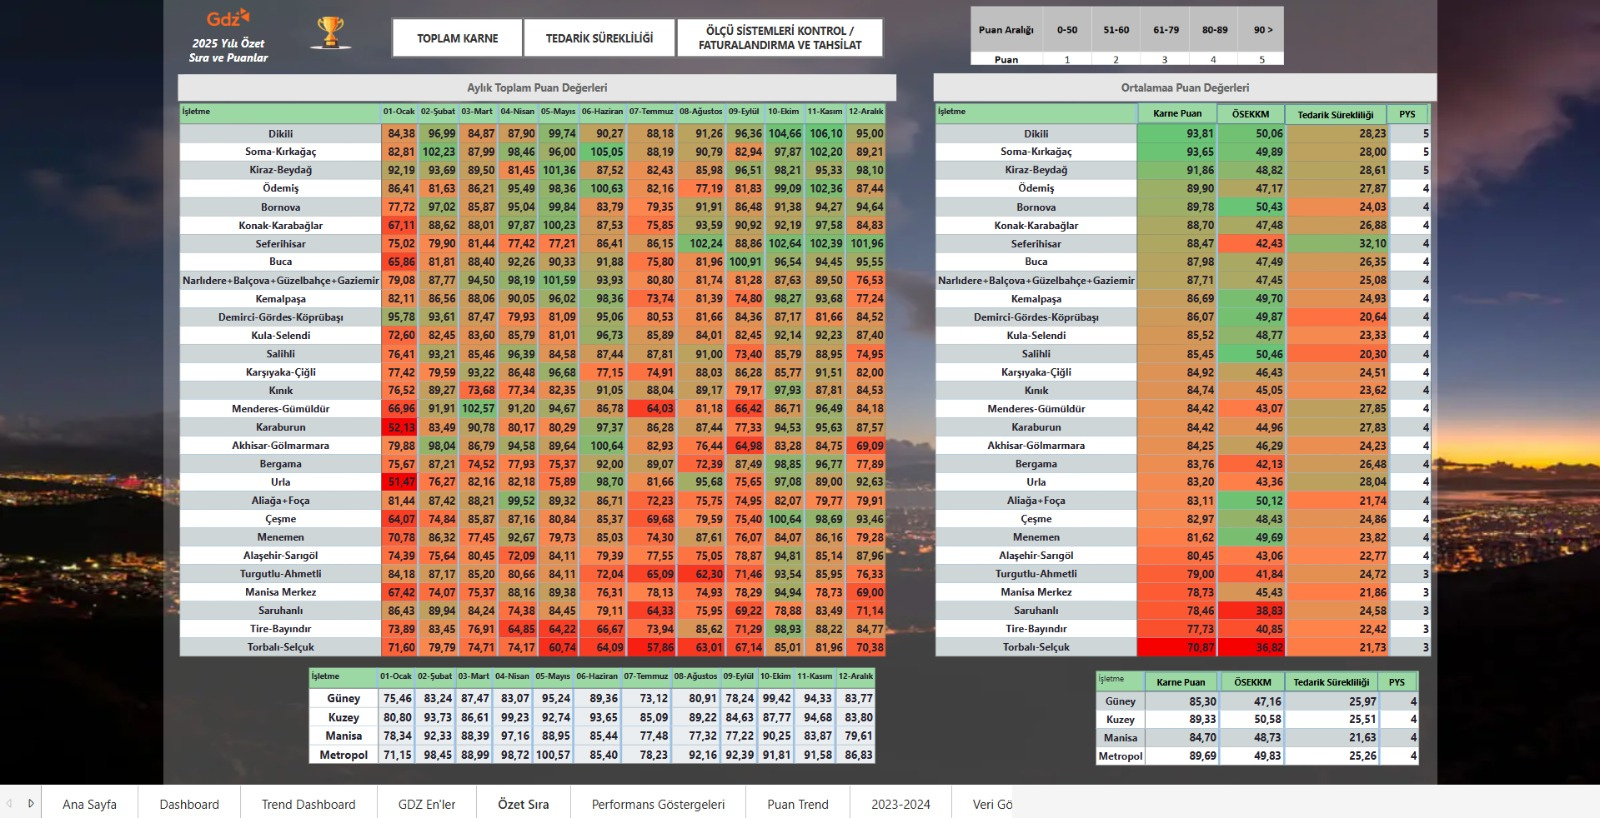 Gdz
2025 Yılı Özet
Sıra ve Puanlar
TOPLAM KARNE
TEDARİK SÜREKLİLİĞİ
ÖLÇÜ SİSTEMLERİ KONTROL /
FATURALANDIRMA VE TAHSİLAT
Puan Aralığı 0-50 51-60 61-79 80-89 90 >
Puan 1 2 3 4 5
Aylık Toplam Puan Değerleri
İşletme 01-Ocak 02-Şubat 03-Mart 04-Nisan 05-Mayıs 06-Haziran 07-Temmuz 08-Ağustos 09-Eylül 10-Ekim 11-Kasım 12-Aralık
Dikili 84,38 96,99 84,87 87,90 99,74 90,27 88,18 91,26 96,36 104,66 106,10 95,00
Soma-Kırkağaç 82,81 102,23 87,99 98,46 96,00 105,05 88,19 90,79 82,94 97,87 102,20 89,21
Kiraz-Beydağ 92,19 93,69 89,50 81,45 101,36 87,52 82,43 85,98 96,51 98,21 95,33 98,10
Ödemiş 86,41 81,63 86,21 95,49 98,36 100,63 82,16 77,19 81,83 99,09 102,36 87,44
Bornova 77,72 97,02 85,87 95,04 99,84 83,79 79,35 91,91 86,48 91,38 94,27 94,64
Konak-Karabağlar 67,11 88,62 88,01 97,87 100,23 87,53 75,85 93,59 90,92 92,19 97,58 84,83
Seferihisar 75,02 79,90 81,44 77,42 77,21 86,41 86,15 102,24 88,86 102,64 102,39 101,96
Buca 65,86 81,81 88,40 92,26 90,33 91,88 75,80 81,96 100,91 96,54 94,45 95,55
Narlıdere+Balçova+Güzelbahçe+Gaziemir 79,08 87,77 94,50 98,19 101,59 93,93 80,80 81,74 81,28 87,63 89,50 76,53
Kemalpaşa 82,11 86,56 88,06 90,05 96,02 98,36 73,74 81,39 74,80 98,27 93,68 77,24
Demirci-Gördes-Köprübaşı 95,78 93,61 87,47 79,93 81,09 95,06 80,53 81,66 84,36 87,17 81,66 84,52
Kula-Selendi 72,60 82,45 83,60 85,79 81,01 96,73 85,89 84,01 82,45 92,14 92,23 87,40
Salihli 76,41 93,21 85,46 96,39 84,58 87,44 87,81 91,00 73,40 85,79 88,95 74,95
Karşıyaka-Çiğli 77,42 79,59 93,22 86,48 96,68 77,15 74,91 88,03 86,28 85,77 91,51 82,00
Kınık 76,52 89,27 73,68 77,34 82,35 91,05 88,04 89,17 79,17 97,93 87,81 84,53
Menderes-Gümüldür 66,96 91,91 102,57 91,20 94,67 86,78 64,03 81,18 66,42 86,71 96,49 84,18
Karaburun 52,13 83,49 90,78 80,17 80,29 97,37 86,28 87,44 77,33 94,53 95,63 87,57
Akhisar-Gölmarmara 79,88 98,04 86,79 94,58 89,64 100,64 82,93 76,44 64,98 83,28 84,75 69,09
Bergama 75,67 87,21 74,52 77,93 75,37 92,00 89,07 72,39 87,49 98,85 96,77 77,89
Urla 51,47 76,27 82,16 82,18 75,89 98,70 81,66 95,68 75,65 97,08 89,00 92,63
Aliağa+Foça 81,44 87,42 88,21 99,52 89,32 86,71 72,23 75,75 74,95 82,07 79,77 79,91
Çeşme 64,07 74,84 85,87 87,16 80,84 85,37 69,68 79,59 75,40 100,64 98,69 93,46
Menemen 70,78 86,32 77,45 92,67 79,73 85,03 74,30 87,61 76,07 84,07 86,16 79,28
Alaşehir-Sarıgöl 74,39 75,64 80,45 72,09 84,11 79,39 77,55 75,05 78,87 94,81 85,14 87,96
Turgutlu-Ahmetli 84,18 87,17 85,20 80,66 84,11 72,04 65,09 62,30 71,46 93,54 85,95 76,33
Manisa Merkez 67,42 74,07 75,37 88,16 89,38 76,31 78,13 74,93 78,29 94,94 88,73 69,00
Saruhanlı 86,43 89,94 84,24 74,38 84,45 79,11 64,33 75,95 69,22 78,88 83,49 71,14
Tire-Bayındır 73,89 83,45 76,91 64,85 64,22 66,67 73,94 85,62 71,29 98,93 88,22 84,77
Torbalı-Selçuk 71,60 79,79 74,71 74,17 60,74 64,09 57,86 63,01 67,14 85,01 81,96 70,38
Ortalamaa Puan Değerleri
İşletme Karne Puan ÖSEKKM Tedarik Sürekliliği PYS
Dikili 93,81 50,06 28,23 5
Soma-Kırkağaç 93,65 49,89 28,00 5
Kiraz-Beydağ 91,86 48,82 28,61 5
Ödemiş 89,90 47,17 27,87 4
Bornova 89,78 50,43 24,03 4
Konak-Karabağlar 88,70 47,48 26,88 4
Seferihisar 88,47 42,43 32,10 4
Buca 87,98 47,49 26,35 4
Narlıdere+Balçova+Güzelbahçe+Gaziemir 87,71 47,45 25,08 4
Kemalpaşa 86,69 49,70 24,93 4
Demirci-Gördes-Köprübaşı 86,07 49,87 20,64 4
Kula-Selendi 85,52 48,77 23,33 4
Salihli 85,45 50,46 20,30 4
Karşıyaka-Çiğli 84,92 46,43 24,51 4
Kınık 84,74 45,05 23,62 4
Menderes-Gümüldür 84,42 43,07 27,85 4
Karaburun 84,42 44,96 27,83 4
Akhisar-Gölmarmara 84,25 46,29 24,23 4
Bergama 83,76 42,13 26,48 4
Urla 83,20 43,36 28,04 4
Aliağa+Foça 83,11 50,12 21,74 4
Çeşme 82,97 48,43 24,86 4
Menemen 81,62 49,69 23,82 4
Alaşehir-Sarıgöl 80,45 43,06 22,77 4
Turgutlu-Ahmetli 79,00 41,84 24,72 3
Manisa Merkez 78,73 45,43 21,86 3
Saruhanlı 78,46 38,83 24,58 3
Tire-Bayındır 77,73 40,85 22,42 3
Torbalı-Selçuk 70,87 36,82 21,73 3
İşletme 01-Ocak 02-Şubat 03-Mart 04-Nisan 05-Mayıs 06-Haziran 07-Temmuz 08-Ağustos 09-Eylül 10-Ekim 11-Kasım 12-Aralık
Güney 75,46 83,24 87,47 83,07 95,24 89,36 73,12 80,91 78,24 99,42 94,33 83,77
Kuzey 80,80 93,73 86,61 99,23 92,74 93,65 85,09 89,22 84,63 87,77 94,68 83,80
Manisa 78,34 92,33 88,39 97,16 88,95 85,44 77,48 77,32 77,22 90,25 83,87 79,61
Metropol 71,15 98,45 88,99 98,72 100,57 85,40 78,23 92,16 92,39 91,81 91,58 86,83
İşletme Karne Puan ÖSEKKM Tedarik Sürekliliği PYS
Güney 85,30 47,16 25,97 4
Kuzey 89,33 50,58 25,51 4
Manisa 84,70 48,73 21,63 4
Metropol 89,69 49,83 25,26 4
Ana Sayfa Dashboard Trend Dashboard GDZ En'ler Özet Sıra Performans Göstergeleri Puan Trend 2023-2024 Veri Gö